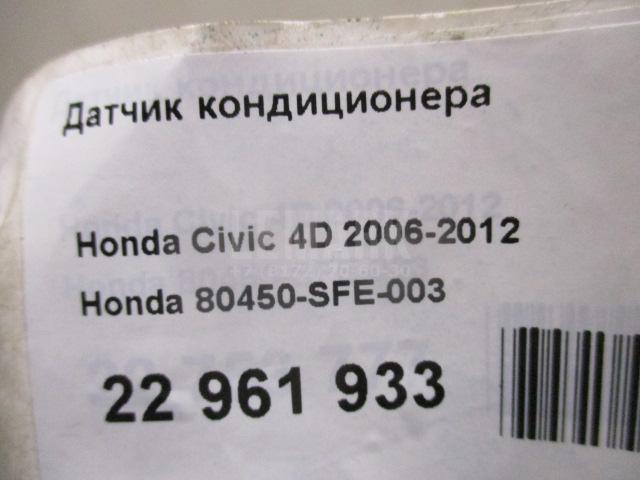 Датчик кондиционера
Honda Civic 4D 2006-2012
Honda 80450-SFE-003
22 961 933